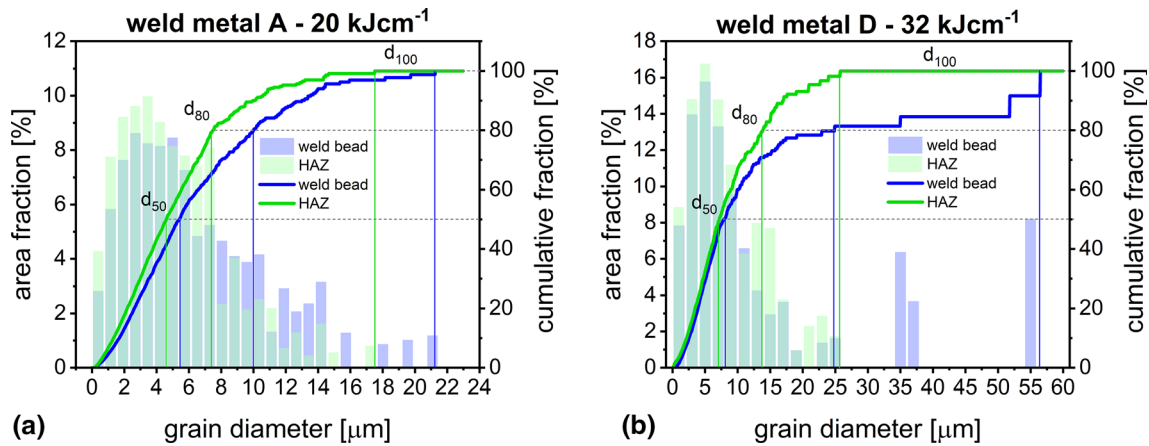 weld metal A - 20 kJcm⁻¹
area fraction [%]
12
10
8
6
4
2
0
d₁₀₀
d₈₀
d₅₀
weld bead
HAZ
weld bead
HAZ
100
80
60
40
20
0
cumulative fraction [%]
0 2 4 6 8 10 12 14 16 18 20 22 24
(a) grain diameter [μm]
weld metal D - 32 kJcm⁻¹
area fraction [%]
18
16
14
12
10
8
6
4
2
0
d₁₀₀
d₈₀
d₅₀
weld bead
HAZ
weld bead
HAZ
100
80
60
40
20
0
cumulative fraction [%]
0 5 10 15 20 25 30 35 40 45 50 55 60
(b) grain diameter [μm]